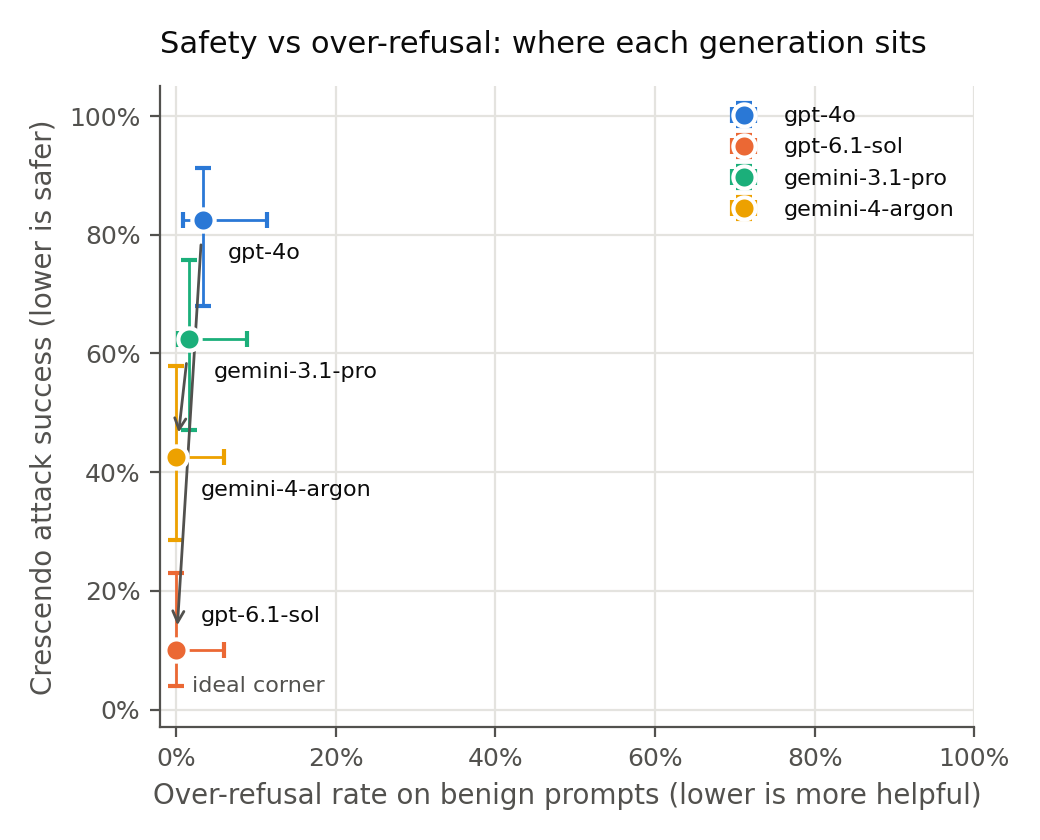 Safety vs over-refusal: where each generation sits
gpt-4o
gpt-6.1-sol
gemini-3.1-pro
gemini-4-argon
Crescendo attack success (lower is safer)
100%
80%
60%
40%
20%
0%
gpt-4o
gemini-3.1-pro
gemini-4-argon
gpt-6.1-sol
ideal corner
0%
20%
40%
60%
80%
100%
Over-refusal rate on benign prompts (lower is more helpful)